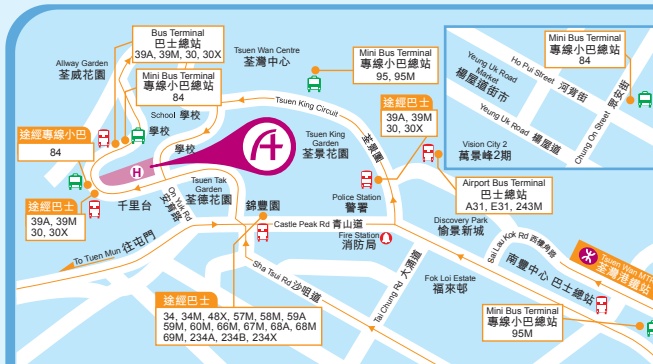 Bus Terminal
巴士總站
39A, 39M, 30, 30X
Allway Garden
荃威花園
Mini Bus Terminal
專線小巴總站
84
Tsuen Wan Centre
荃灣中心
Mini Bus Terminal
專線小巴總站
95, 95M
Yeung Uk Road
Market
楊屋道街市
Ho Pui Street 河背街
Mini Bus Terminal
專線小巴總站
84
Yeung Uk Road 楊屋道
Chung On Street 眾安街
Vision City 2
萬景峰2期
School 學校
學校
Tsuen King Circuit
荃景圍
途經巴士
39A, 39M
30, 30X
途經專線小巴
84
Tsuen King
Garden
荃景花園
H
Airport Bus Terminal
巴士總站
A31, E31, 243M
Tsuen Tak
Garden
荃德花園
千里台
On Yuk Rd
安育路
錦豐園
Police Station
警署
途經巴士
39A, 39M
30, 30X
Castle Peak Rd 青山道
Discovery Park
愉景新城
Fire Station
消防局
Sai Lau Kok Rd 西樓角路
Tsuen Wan MTR
荃灣港鐵站
To Tuen Mun 往屯門
Sha Tsui Rd 沙咀道
Tai Chung Rd 大涌道
Fok Loi Estate
福來邨
南豐中心 巴士總站
途經巴士
34, 34M, 48X, 57M, 58M, 59A
59M, 60M, 66M, 67M, 68A, 68M
69M, 234A, 234B, 234X
Mini Bus Terminal
專線小巴總站
95M